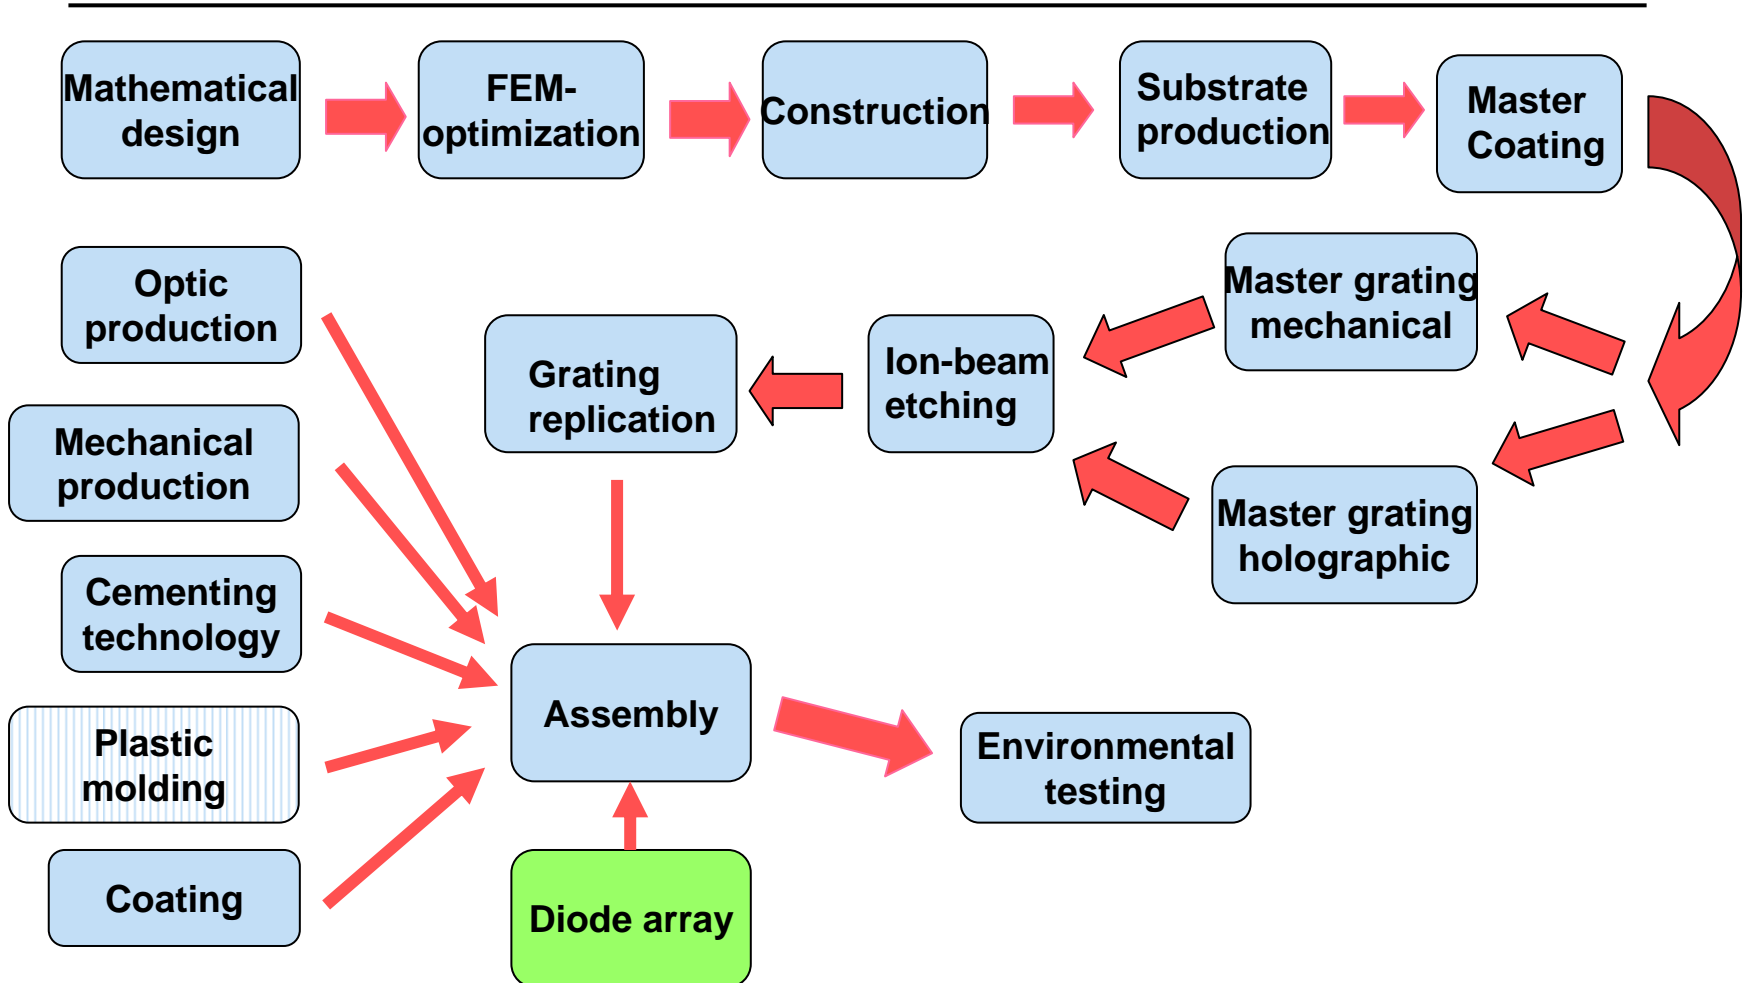 Mathematical
design
FEM-
optimization
Construction
Substrate
production
Master
Coating
Optic
production
Master grating
mechanical
Grating
replication
Ion-beam
etching
Mechanical
production
Master grating
holographic
Cementing
technology
Assembly
Plastic
molding
Environmental
testing
Coating
Diode array